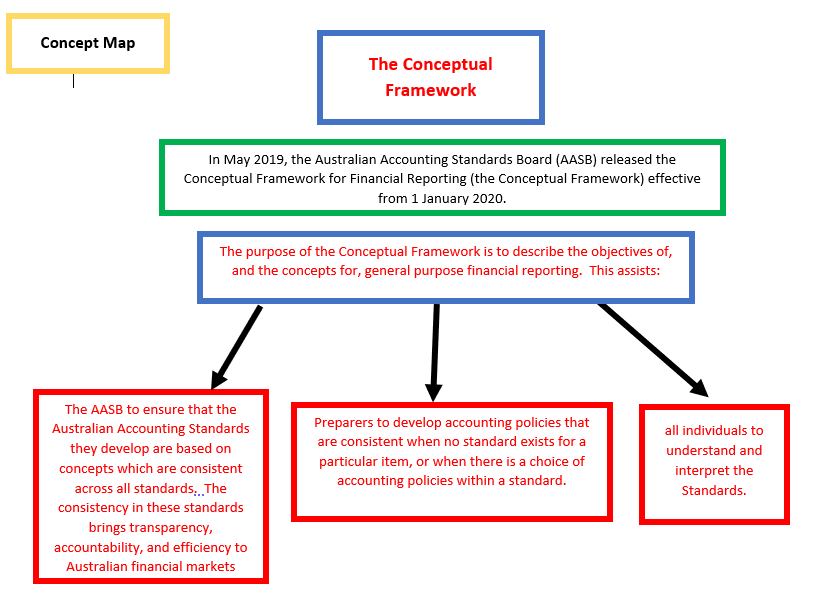 Concept Map
The Conceptual
Framework
In May 2019, the Australian Accounting Standards Board (AASB) released the
Conceptual Framework for Financial Reporting (the Conceptual Framework) effective
from 1 January 2020.
The purpose of the Conceptual Framework is to describe the objectives of,
and the concepts for, general purpose financial reporting.  This assists:
The AASB to ensure that the
Australian Accounting Standards
they develop are based on
concepts which are consistent
across all standards.  The
consistency in these standards
brings transparency,
accountability, and efficiency to
Australian financial markets
Preparers to develop accounting policies that
are consistent when no standard exists for a
particular item, or when there is a choice of
accounting policies within a standard.
all individuals to
understand and
interpret the
Standards.